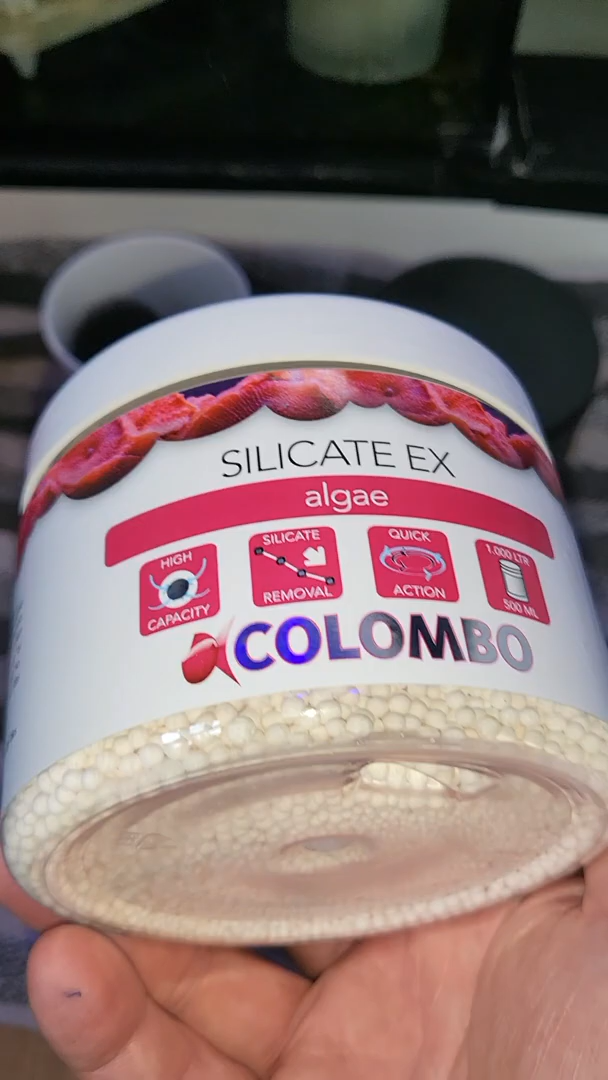 SILICATE EX
algae
HIGH
CAPACITY
SILICATE
REMOVAL
QUICK
ACTION
1.000 LTR
500 ML
COLOMBO